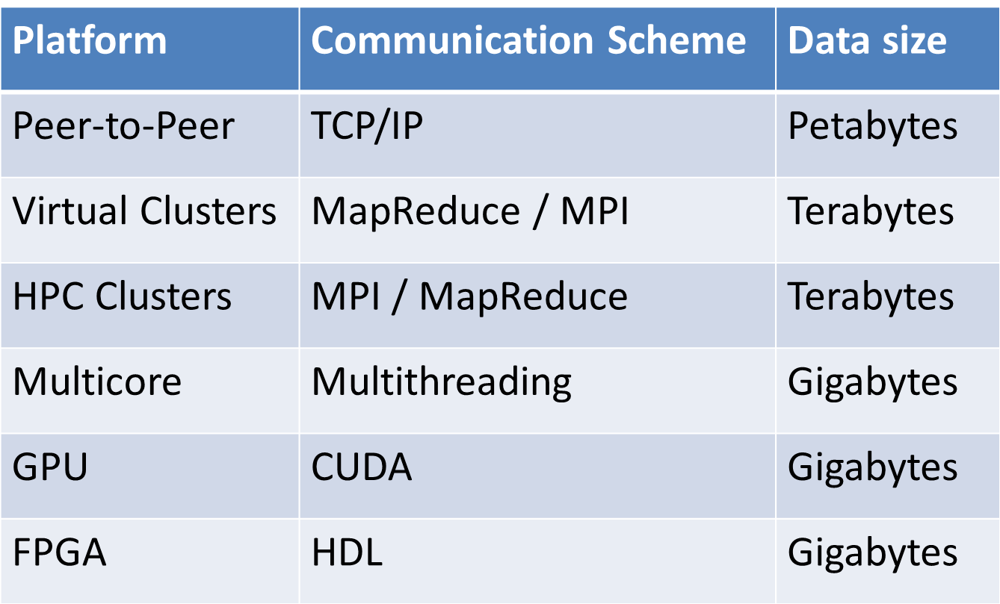 Platform Communication Scheme Data size
Peer-to-Peer TCP/IP Petabytes
Virtual Clusters MapReduce / MPI Terabytes
HPC Clusters MPI / MapReduce Terabytes
Multicore Multithreading Gigabytes
GPU CUDA Gigabytes
FPGA HDL Gigabytes